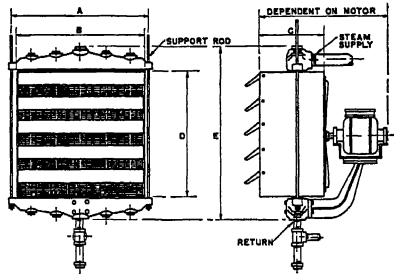 A
B
SUPPORT ROD
D
E
DEPENDENT ON MOTOR
C
STEAM
SUPPLY
RETURN